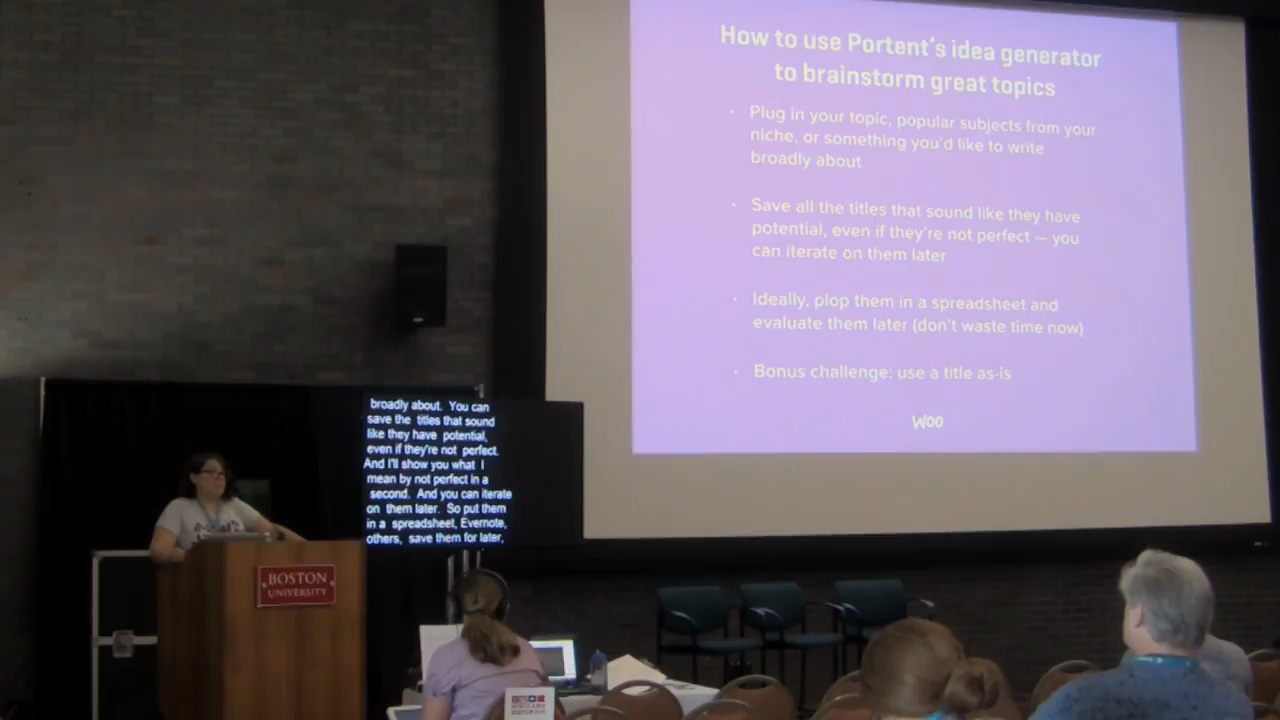 How to use Portent's idea generator
to brainstorm great topics
· Plug in your topic, popular subjects from your
niche, or something you'd like to write
broadly about
· Save all the titles that sound like they have
potential, even if they're not perfect — you
can iterate on them later
· Ideally, plop them in a spreadsheet and
evaluate them later (don't waste time now)
· Bonus challenge: use a title as-is
WOO
broadly about. You can
save the titles that sound
like they have potential,
even if they're not perfect.
And I'll show you what I
mean by not perfect in a
second. And you can iterate
on them later. So put them
in a spreadsheet, Evernote,
others, save them for later,
BOSTON
UNIVERSITY